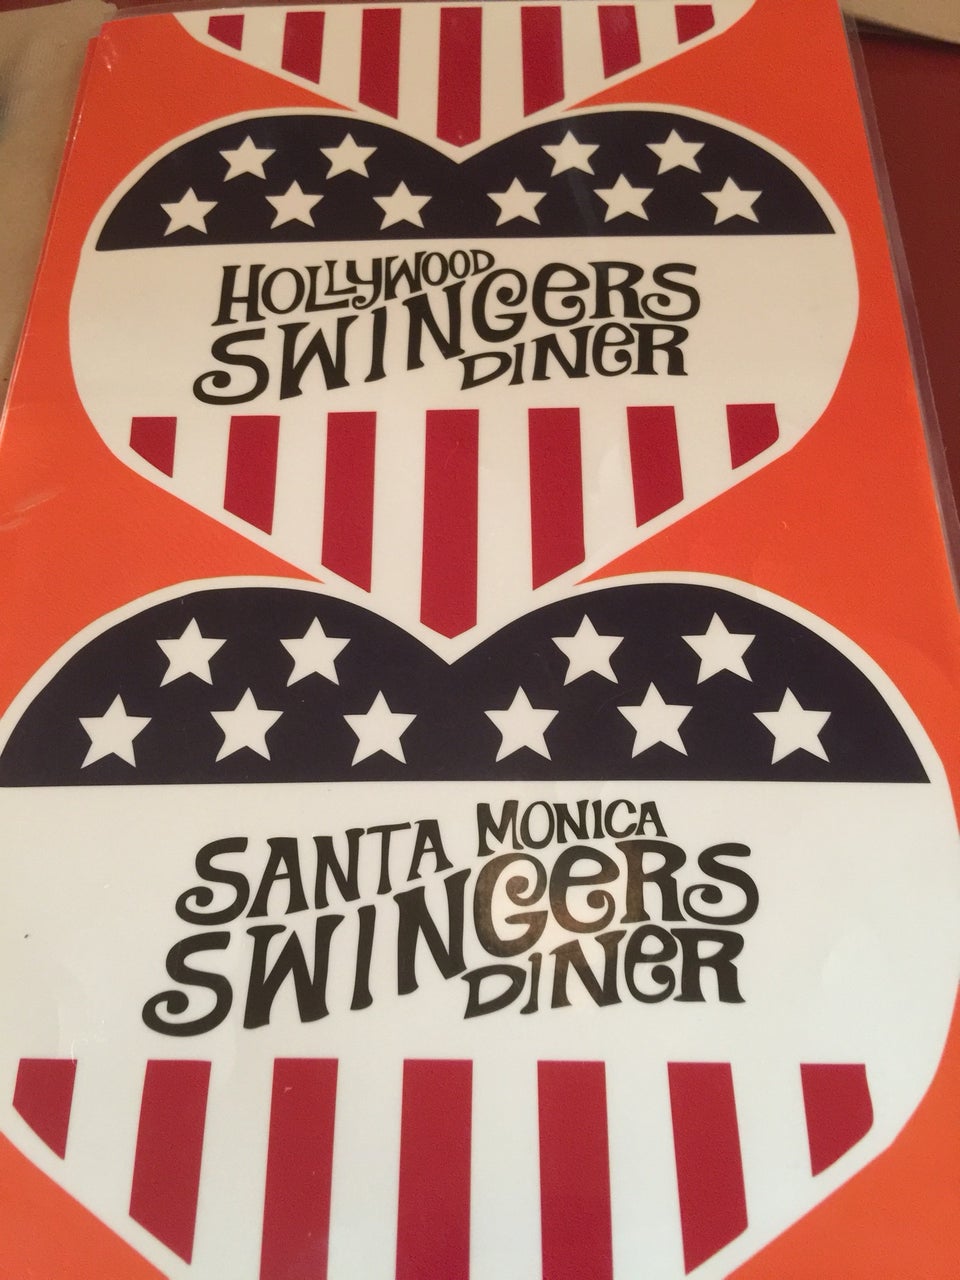 HOLLYWOOD
SWINGERS
DINER
SANTA MONICA
SWINGERS
DINER